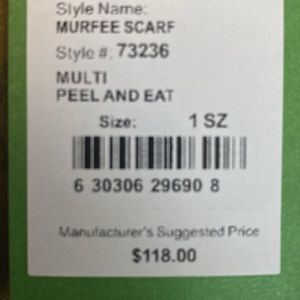 Style Name:
MURFEE SCARF
Style #: 73236
MULTI
PEEL AND EAT
Size: 1 SZ
6 30306 29690 8
Manufacturer's Suggested Price
$118.00